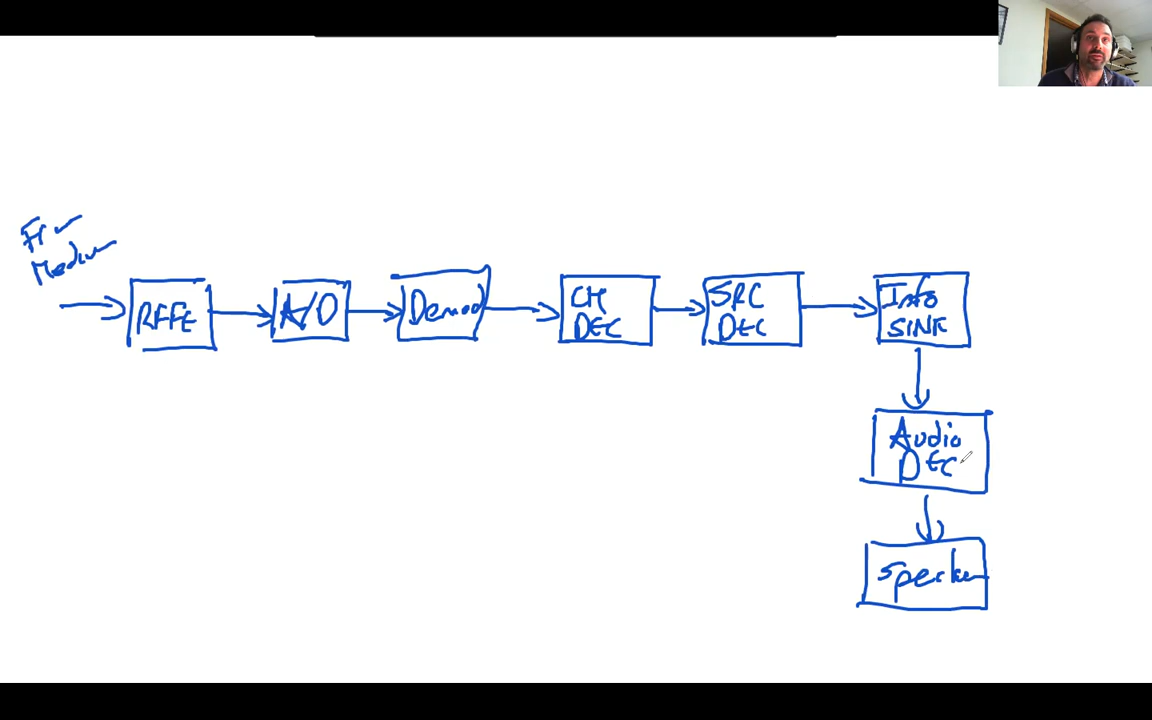 From
Medium
RFFE
A/D
Demod
CH
DEC
SRC
DEC
Info
SINK
Audio
DEC
Speaker